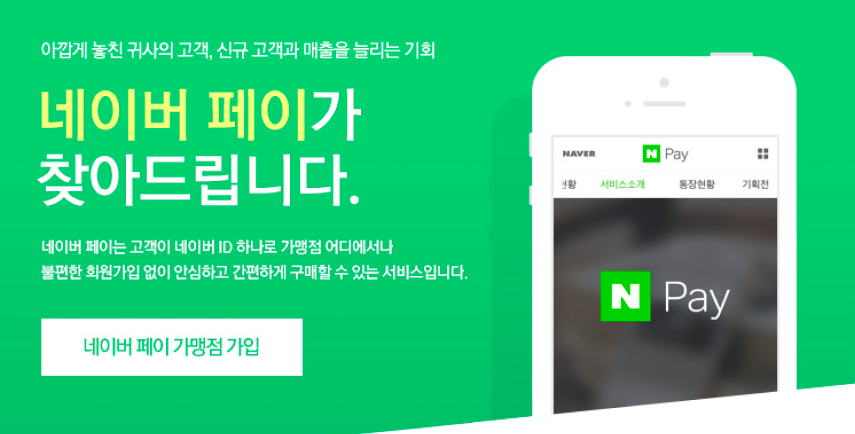 아깝게 놓친 귀사의 고객, 신규 고객과 매출을 늘리는 기회
네이버 페이가
찾아드립니다.
네이버 페이는 고객이 네이버 ID 하나로 가맹점 어디에서나
불편한 회원가입 없이 안심하고 간편하게 구매할 수 있는 서비스입니다.
네이버 페이 가맹점 가입
NAVER N Pay
현황 서비스소개 통장현황 기획전
N Pay